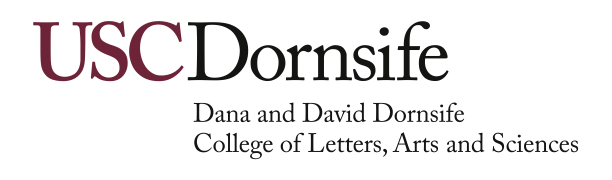 USCDornsife
Dana and David Dornsife
College of Letters, Arts and Sciences